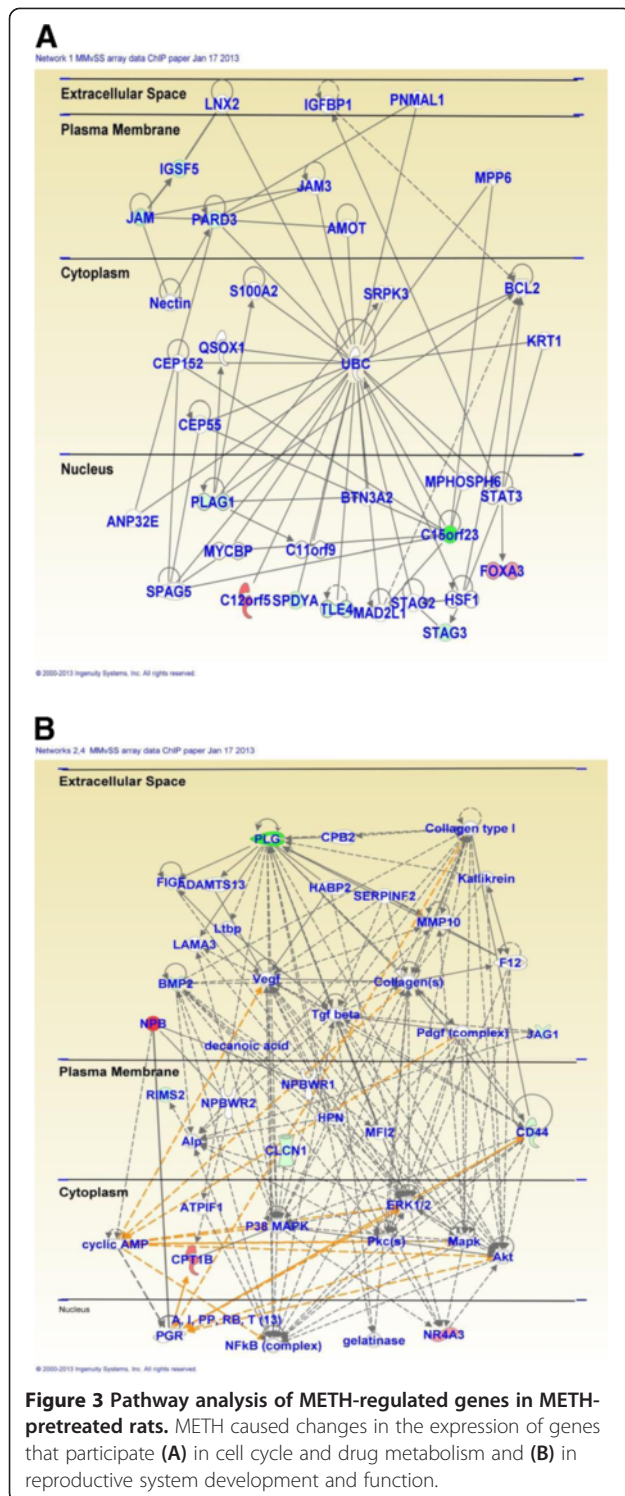 A
Network 1 MMvSS array data ChIP paper Jan 17 2013
Extracellular Space
LNX2
IGFBP1
PNMAL1
Plasma Membrane
IGSF5
JAM3
MPP6
JAM
PARD3
AMOT
Cytoplasm
Nectin
S100A2
SRPK3
BCL2
QSOX1
KRT1
CEP152
UBC
CEP55
Nucleus
MPHOSPH6
PLAG1
BTN3A2
STAT3
ANP32E
C15orf23
MYCBP
C11orf9
FOXA3
SPAG5
C12orf5
SPDYA
TLE4
MAD2L1
STAG2
HSF1
STAG3
© 2000-2013 Ingenuity Systems, Inc. All rights reserved.
B
Networks 2,4 MMvSS array data ChIP paper Jan 17 2013
Extracellular Space
PLG
CPB2
Collagen type I
FIGF
ADAMTS13
HABP2
Kallikrein
SERPINF2
Ltbp
MMP10
LAMA3
F12
BMP2
Vegf
Collagen(s)
NPB
Tgf beta
Pdgf (complex)
JAG1
decanoic acid
Plasma Membrane
NPBWR1
RIMS2
NPBWR2
HPN
Alp
MFI2
CD44
CLCN1
Cytoplasm
ATPIF1
ERK1/2
P38 MAPK
cyclic AMP
Pkc(s)
Mapk
CPT1B
Akt
Nucleus
A, I, PP, RB, T (13)
PGR
NFkB (complex)
gelatinase
NR4A3
© 2000-2013 Ingenuity Systems, Inc. All rights reserved.
Figure 3 Pathway analysis of METH-regulated genes in METH-
pretreated rats. METH caused changes in the expression of genes
that participate (A) in cell cycle and drug metabolism and (B) in
reproductive system development and function.